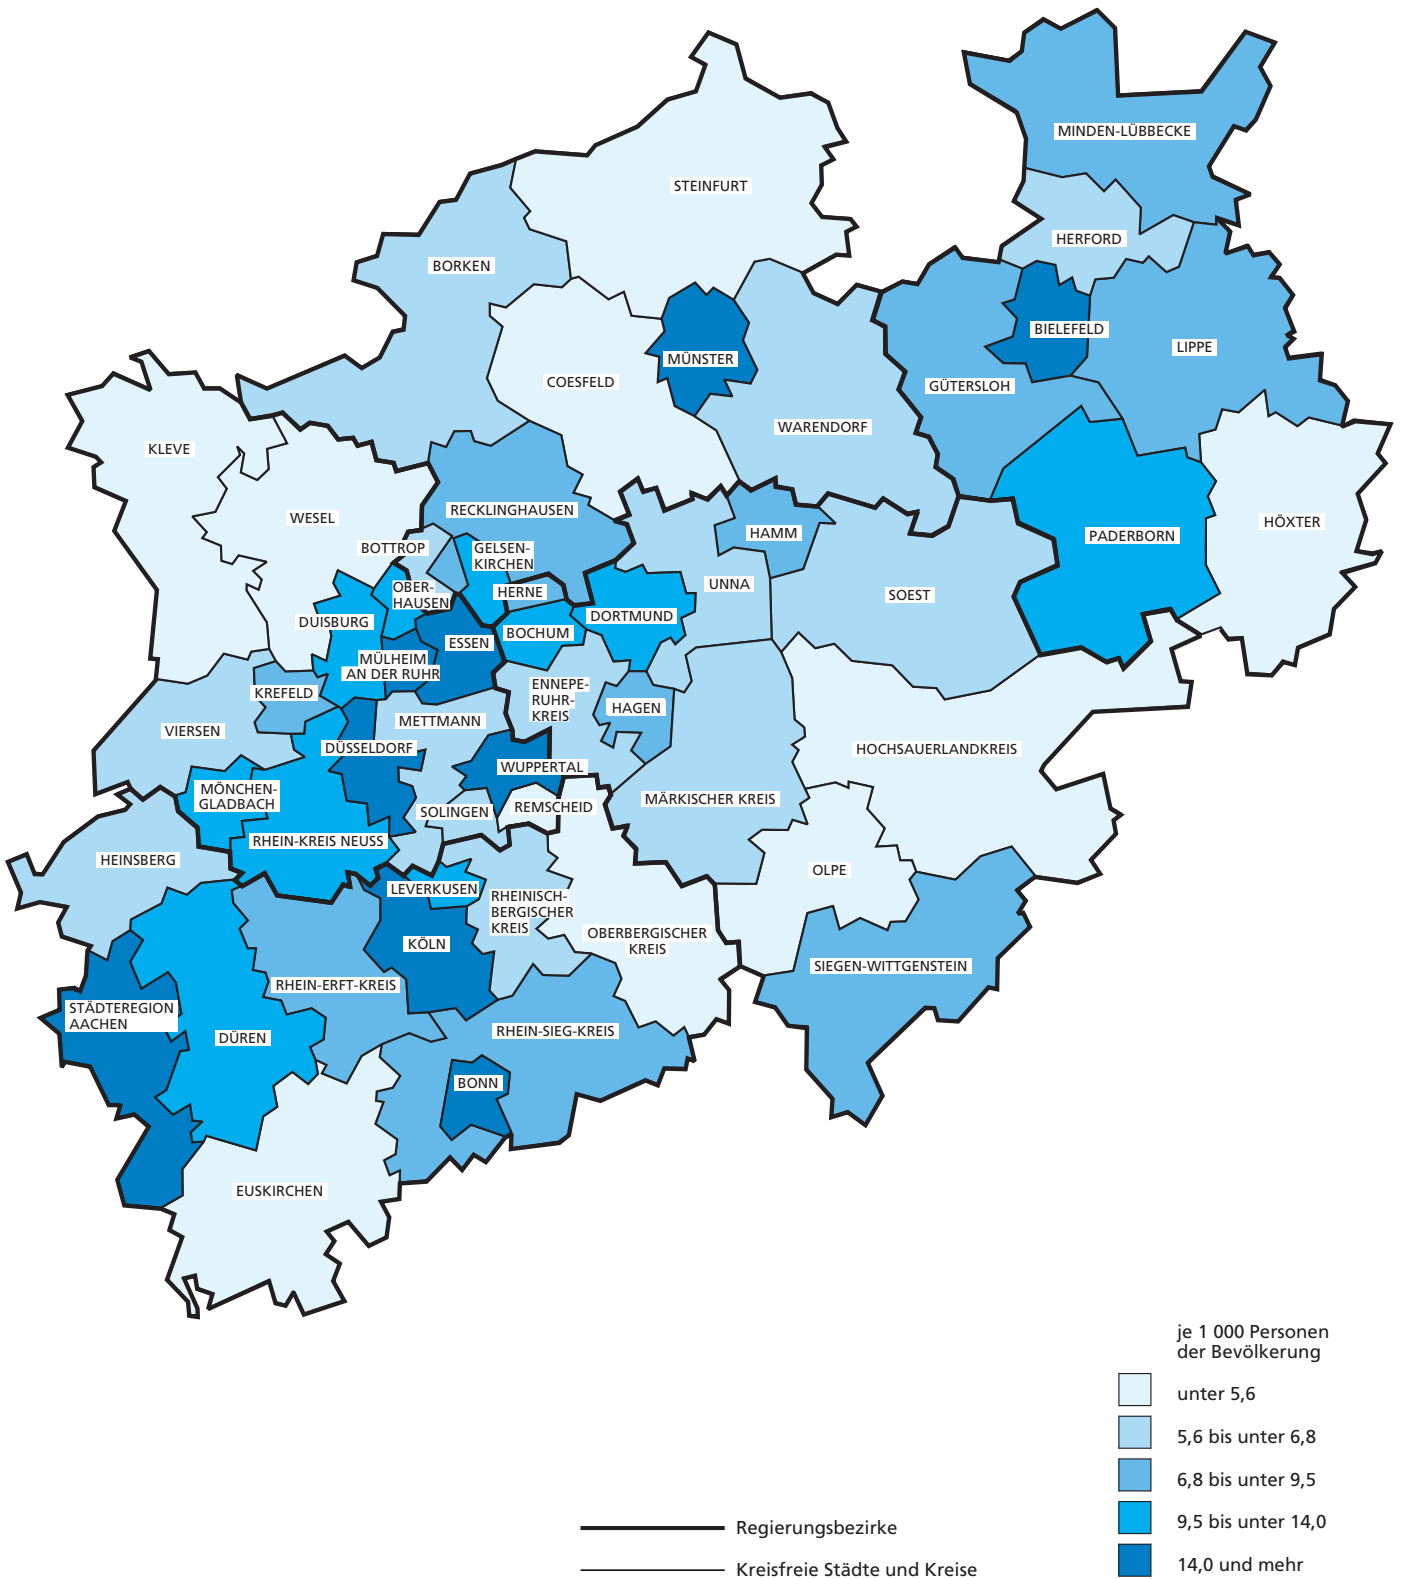 MINDEN-LÜBBECKE
STEINFURT
HERFORD
BORKEN
BIELEFELD
LIPPE
MÜNSTER
COESFELD
GÜTERSLOH
WARENDORF
KLEVE
RECKLINGHAUSEN
WESEL
HÖXTER
HAMM
PADERBORN
BOTTROP
GELSEN-
KIRCHEN
UNNA
OBER-
HAUSEN
HERNE
SOEST
DORTMUND
DUISBURG
BOCHUM
ESSEN
MÜLHEIM
AN DER RUHR
KREFELD
ENNEPE-
RUHR-
KREIS
HAGEN
METTMANN
VIERSEN
DÜSSELDORF
HOCHSAUERLANDKREIS
WUPPERTAL
MÖNCHEN-
GLADBACH
MÄRKISCHER KREIS
REMSCHEID
SOLINGEN
RHEIN-KREIS NEUSS
HEINSBERG
OLPE
LEVERKUSEN
RHEINISCH-
BERGISCHER
KREIS
OBERBERGISCHER
KREIS
KÖLN
SIEGEN-WITTGENSTEIN
RHEIN-ERFT-KREIS
STÄDTEREGION
AACHEN
RHEIN-SIEG-KREIS
DÜREN
BONN
EUSKIRCHEN
je 1 000 Personen
der Bevölkerung
unter 5,6
5,6 bis unter 6,8
6,8 bis unter 9,5
9,5 bis unter 14,0
14,0 und mehr
Regierungsbezirke
Kreisfreie Städte und Kreise